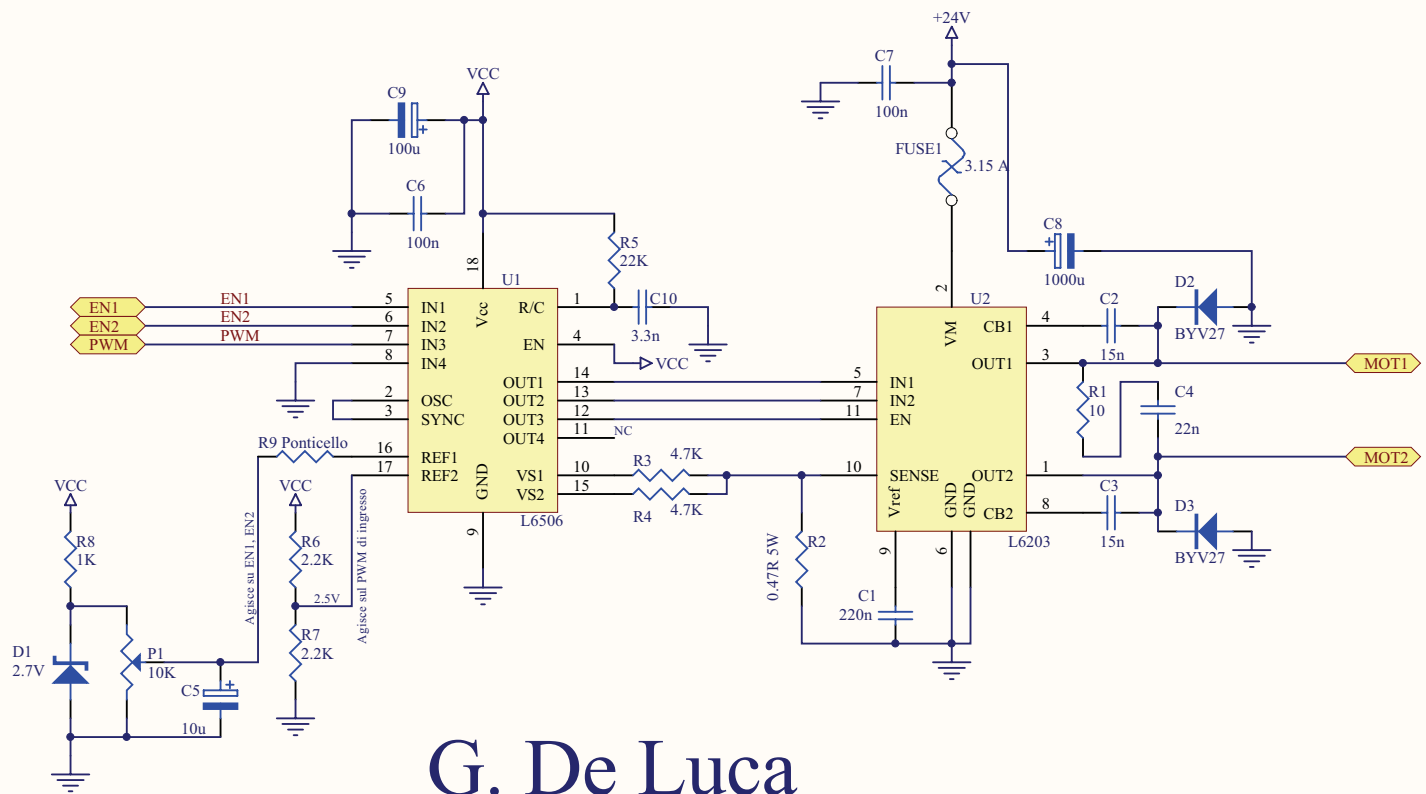 +24V
C7
100n
VCC
C9
100u
C6
100n
FUSE1
3.15 A
R5
22K
C8
1000u
18
U1
2
U2
D2
BYV27
EN1
EN2
PWM
EN1
EN2
PWM
5
6
7
8
IN1
IN2
IN3
IN4
Vcc
R/C
1
C10
3.3n
EN
4
VCC
2
3
OSC
SYNC
OUT1
OUT2
OUT3
OUT4
14
13
12
11
NC
R9 Ponticello
16
17
REF1
REF2
GND
VS1
VS2
10
15
9
L6506
R3
4.7K
R4
4.7K
VM
CB1
4
C2
15n
OUT1
3
MOT1
5
7
11
IN1
IN2
EN
R1
10
C4
22n
MOT2
10
SENSE
OUT2
1
C3
15n
Vref
GND
GND
CB2
8
D3
BYV27
9
6
L6203
R2
0.47R 5W
C1
220n
VCC
R8
1K
VCC
R6
2.2K
2.5V
R7
2.2K
Agisce su EN1, EN2
Agisce sul PWM di ingresso
D1
2.7V
P1
10K
C5
10u
G. De Luca